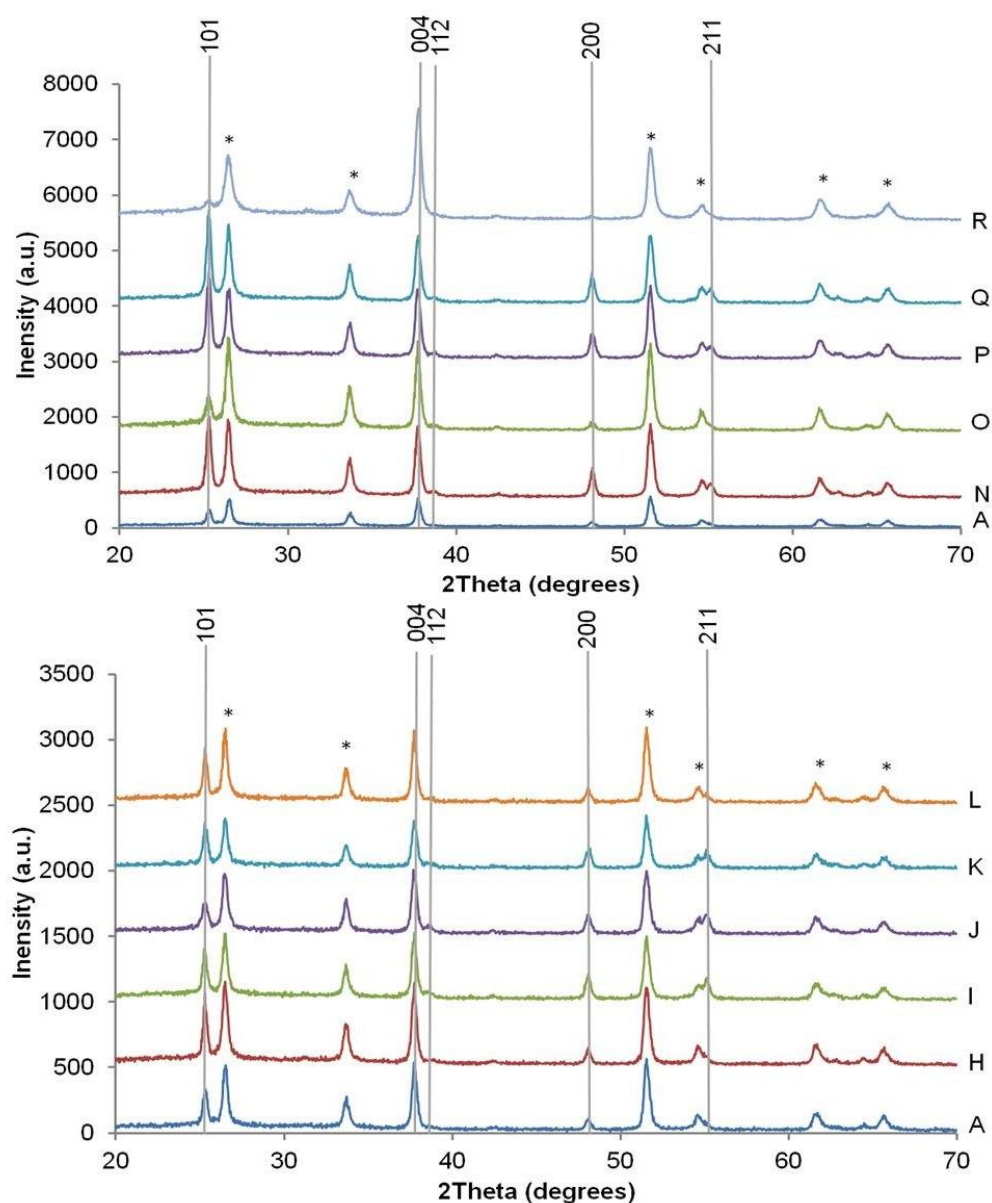 101 004 112 200 211
8000
7000
6000
5000
4000
3000
2000
1000
0
Inensity (a.u.)
* * * * * *
R
Q
P
O
N
A
20 30 40 50 60 70
2Theta (degrees)
101 004 112 200 211
3500
3000
2500
2000
1500
1000
500
0
Inensity (a.u.)
* * * * * *
L
K
J
I
H
A
20 30 40 50 60 70
2Theta (degrees)